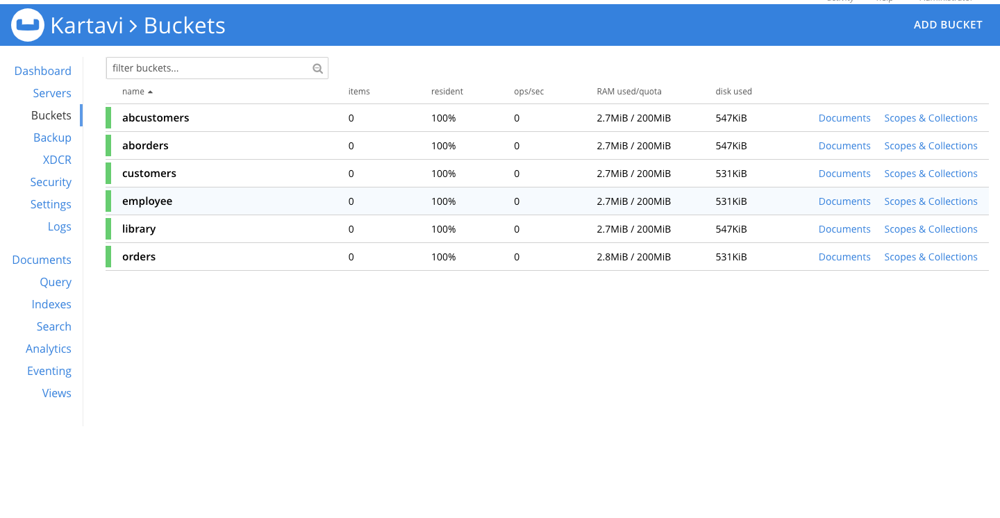 Kartavi > Buckets
ADD BUCKET
Dashboard
Servers
Buckets
Backup
XDCR
Security
Settings
Logs
Documents
Query
Indexes
Search
Analytics
Eventing
Views
filter buckets...
name items resident ops/sec RAM used/quota disk used
abcustomers 0 100% 0 2.7MiB / 200MiB 547KiB Documents Scopes & Collections
aborders 0 100% 0 2.7MiB / 200MiB 547KiB Documents Scopes & Collections
customers 0 100% 0 2.7MiB / 200MiB 531KiB Documents Scopes & Collections
employee 0 100% 0 2.7MiB / 200MiB 531KiB Documents Scopes & Collections
library 0 100% 0 2.7MiB / 200MiB 547KiB Documents Scopes & Collections
orders 0 100% 0 2.8MiB / 200MiB 531KiB Documents Scopes & Collections